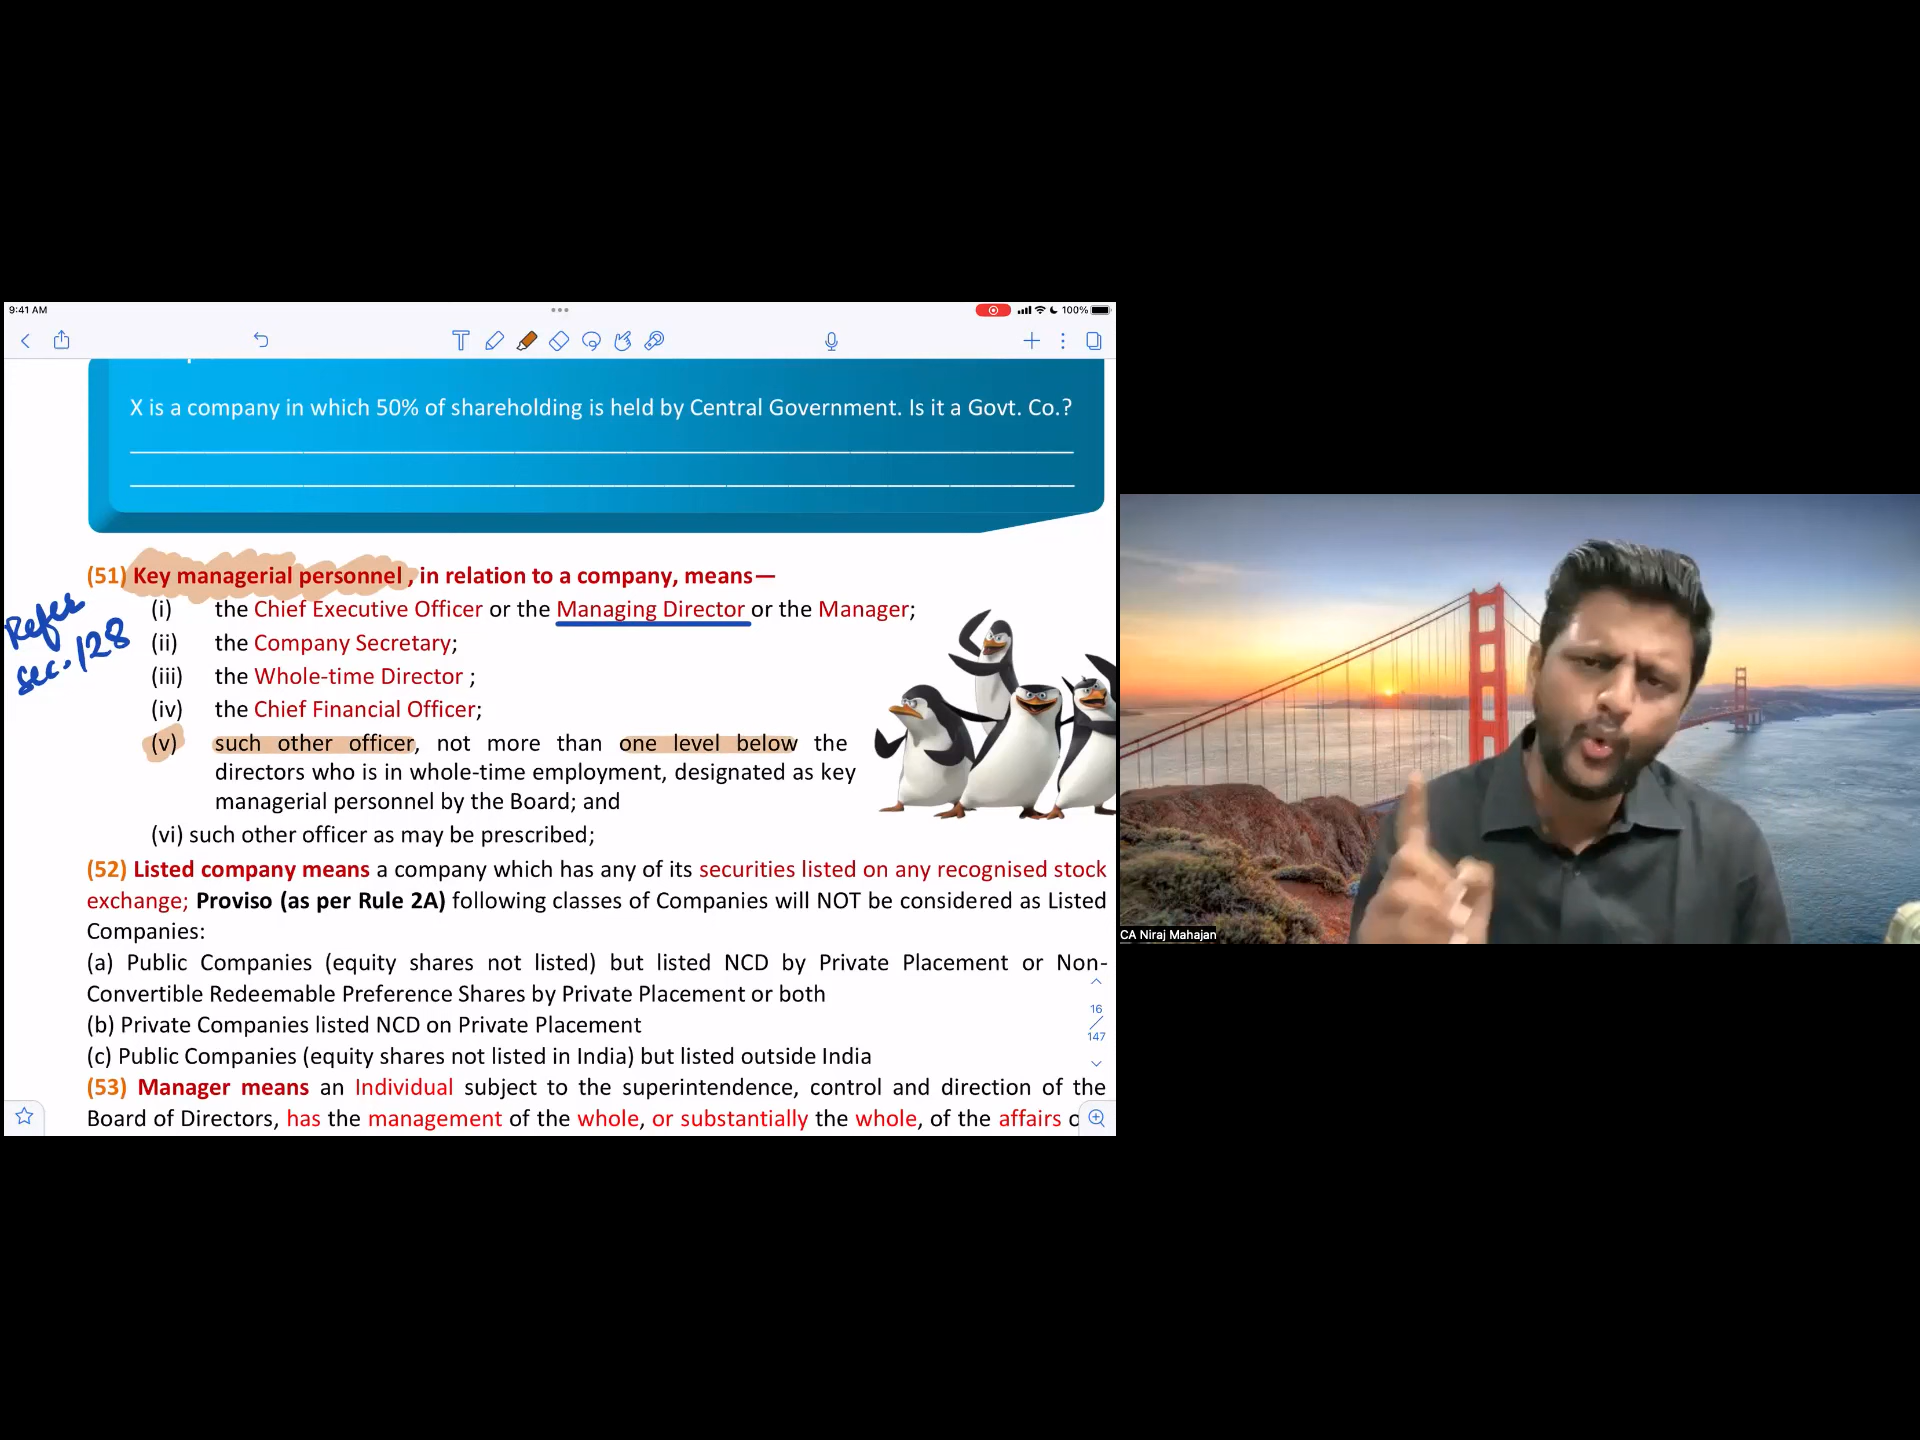 9:41 AM
100%
X is a company in which 50% of shareholding is held by Central Government. Is it a Govt. Co.?
(51) Key managerial personnel , in relation to a company, means—
(i) the Chief Executive Officer or the Managing Director or the Manager;
Refer
sec. 128
(ii) the Company Secretary;
(iii) the Whole-time Director ;
(iv) the Chief Financial Officer;
(v) such other officer, not more than one level below the
directors who is in whole-time employment, designated as key
managerial personnel by the Board; and
(vi) such other officer as may be prescribed;
(52) Listed company means a company which has any of its securities listed on any recognised stock
exchange; Proviso (as per Rule 2A) following classes of Companies will NOT be considered as Listed
Companies:
(a) Public Companies (equity shares not listed) but listed NCD by Private Placement or Non-
Convertible Redeemable Preference Shares by Private Placement or both
(b) Private Companies listed NCD on Private Placement
(c) Public Companies (equity shares not listed in India) but listed outside India
(53) Manager means an Individual subject to the superintendence, control and direction of the
Board of Directors, has the management of the whole, or substantially the whole, of the affairs
16
147
CA Niraj Mahajan